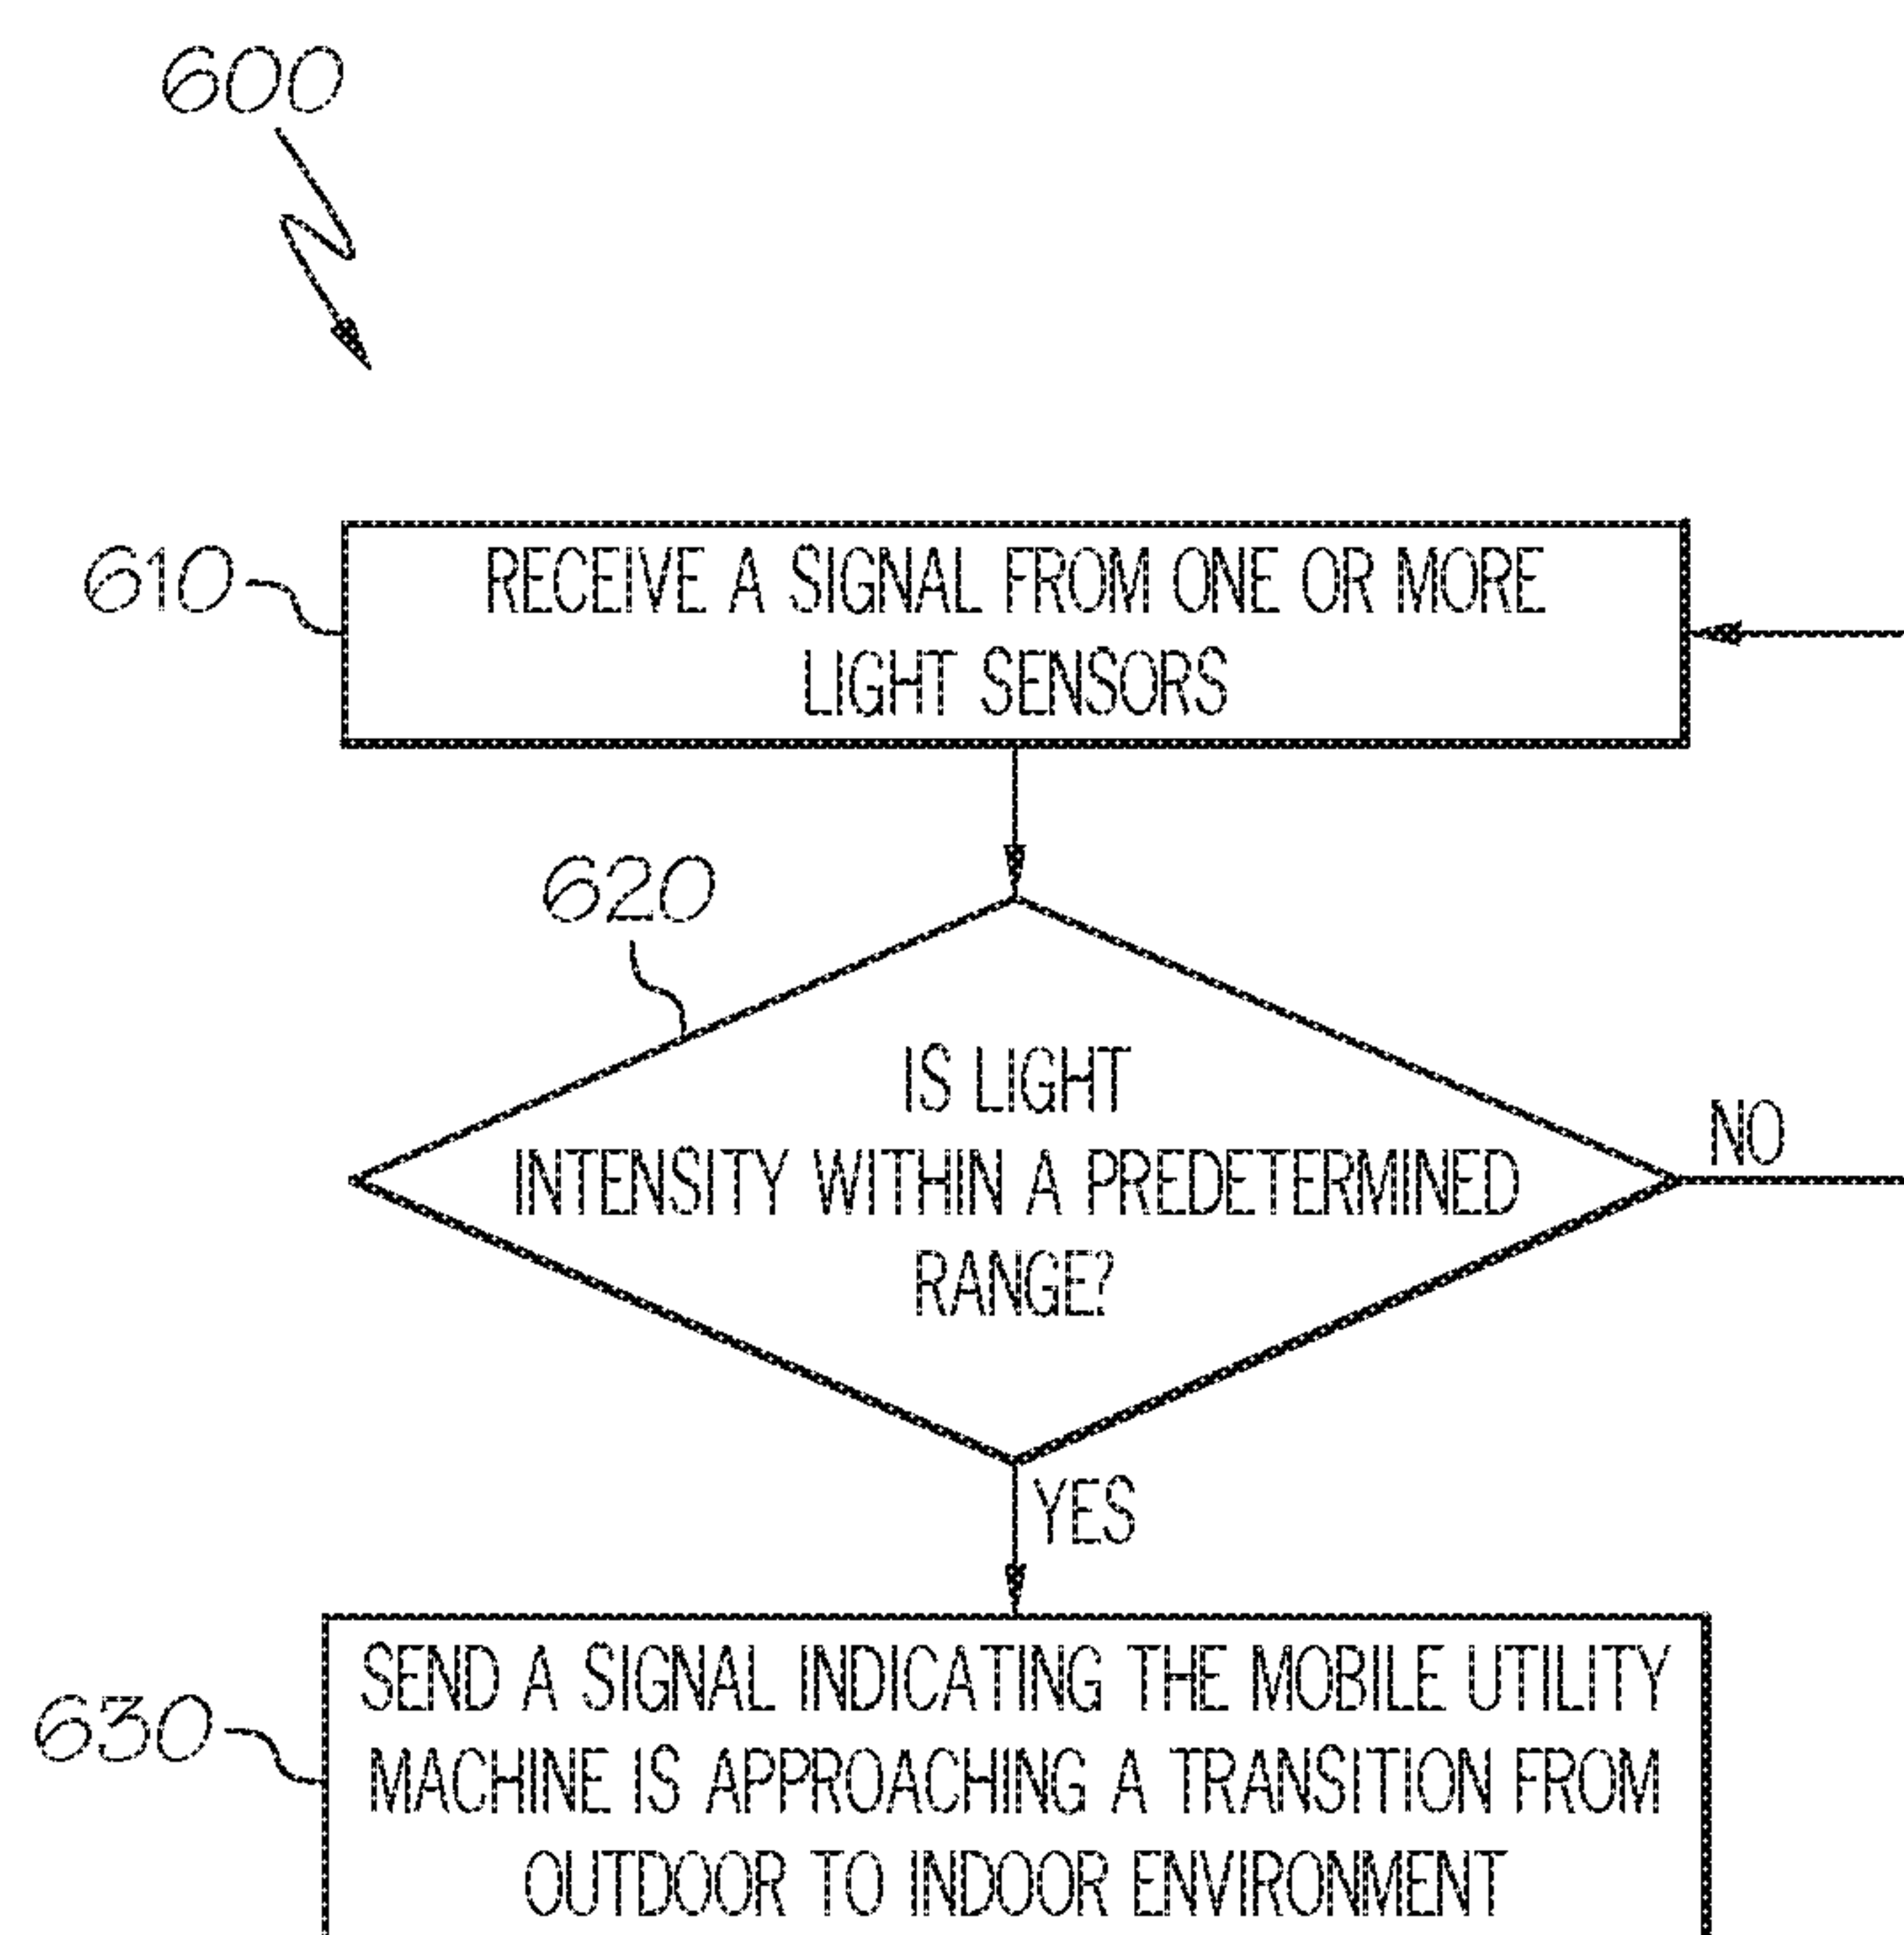 600
610
RECEIVE A SIGNAL FROM ONE OR MORE
LIGHT SENSORS
620
IS LIGHT
INTENSITY WITHIN A PREDETERMINED
RANGE?
NO
YES
630
SEND A SIGNAL INDICATING THE MOBILE UTILITY
MACHINE IS APPROACHING A TRANSITION FROM
OUTDOOR TO INDOOR ENVIRONMENT